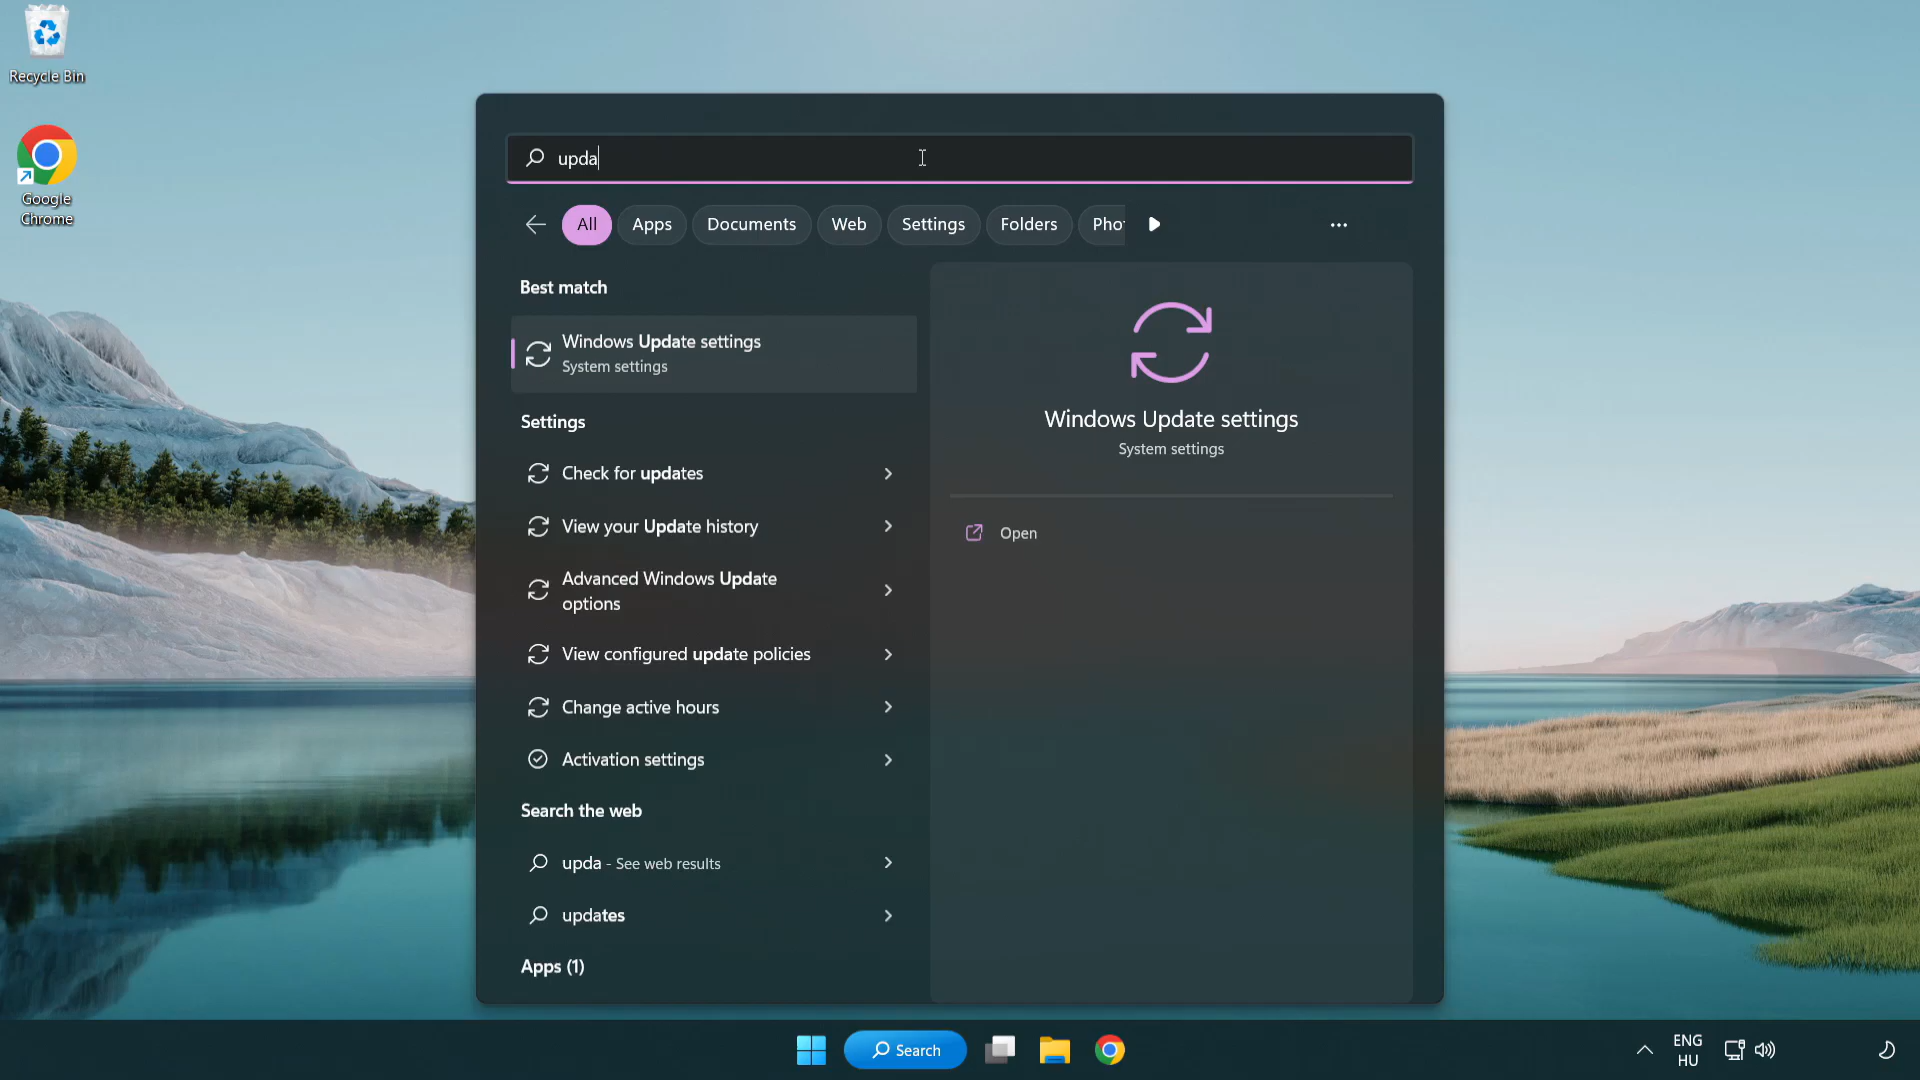 Recycle Bin
Google
Chrome
upda
All
Apps
Documents
Web
Settings
Folders
Pho
Best match
Windows Update settings
System settings
Settings
Check for updates
View your Update history
Advanced Windows Update
options
View configured update policies
Change active hours
Activation settings
Search the web
upda - See web results
updates
Apps (1)
Windows Update settings
System settings
Open
Search
ENG
HU